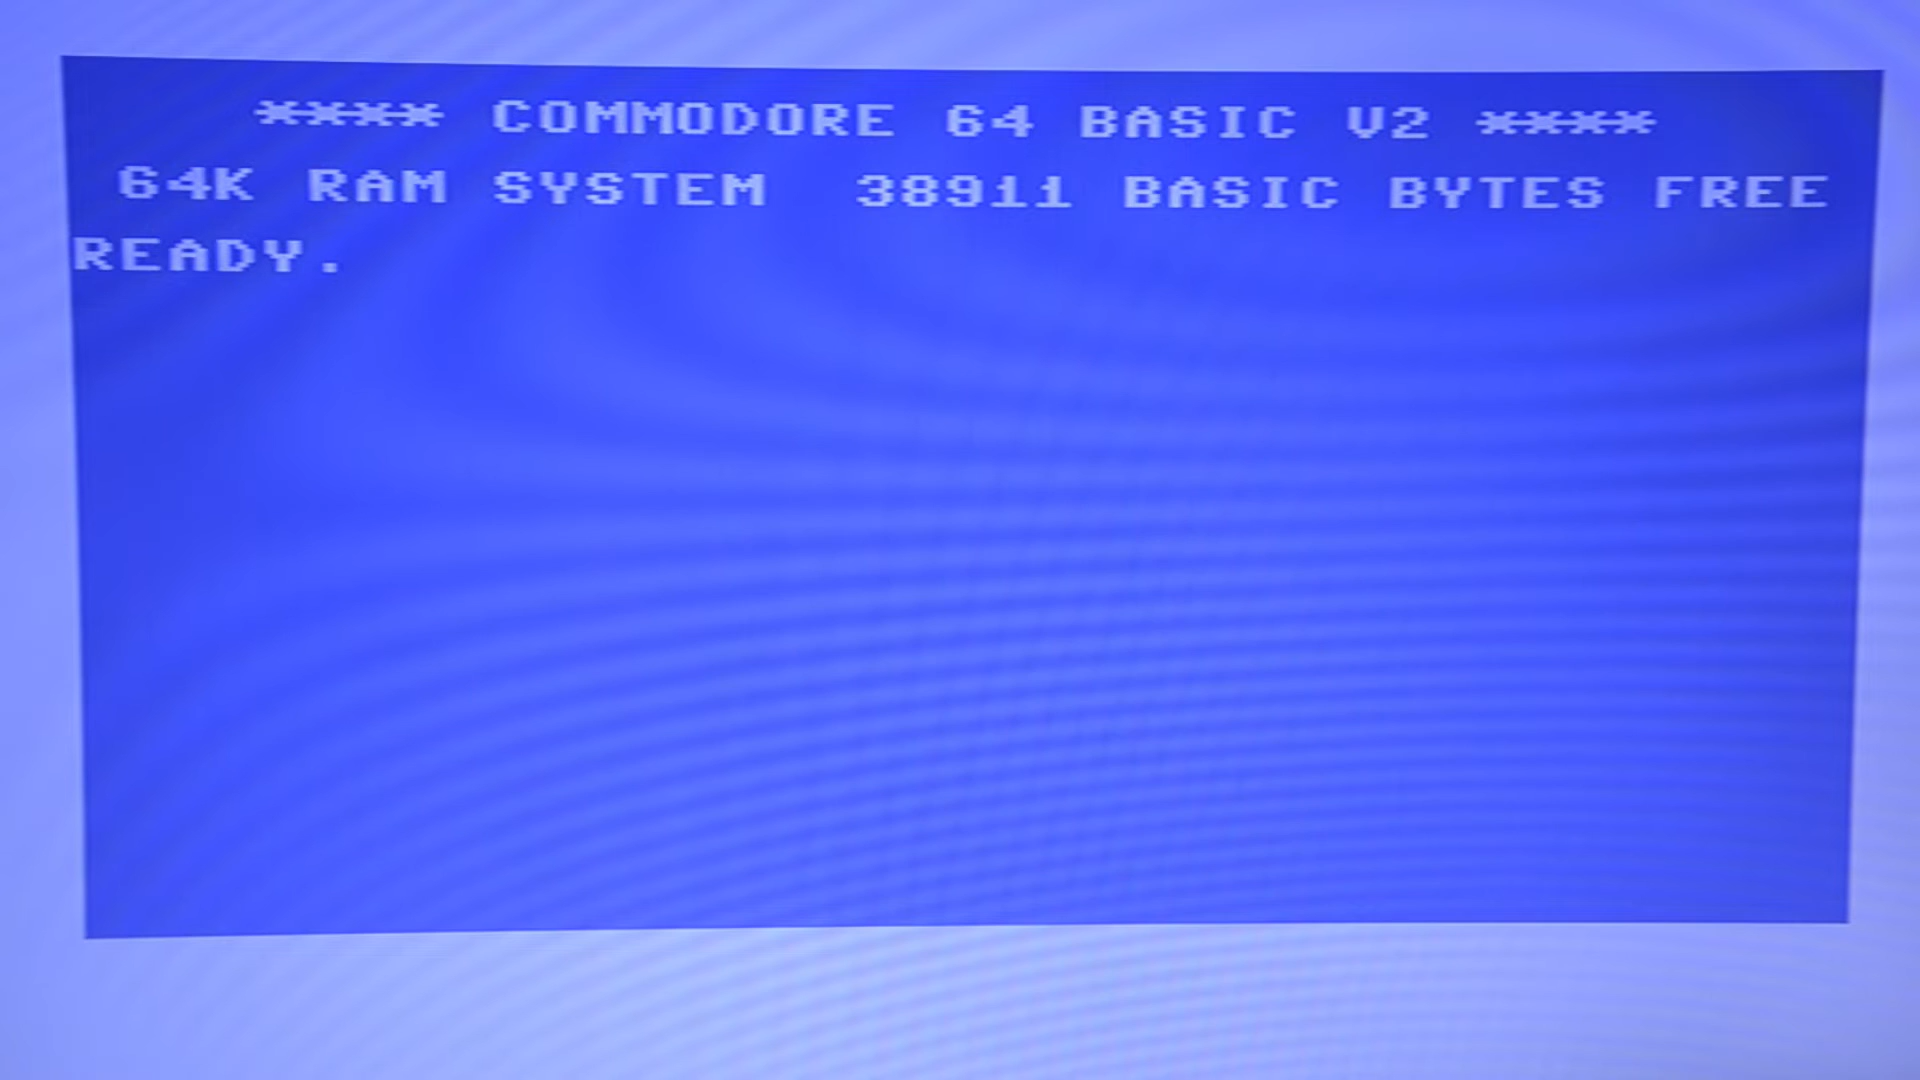 **** COMMODORE 64 BASIC V2 ****
64K RAM SYSTEM  38911 BASIC BYTES FREE
READY.